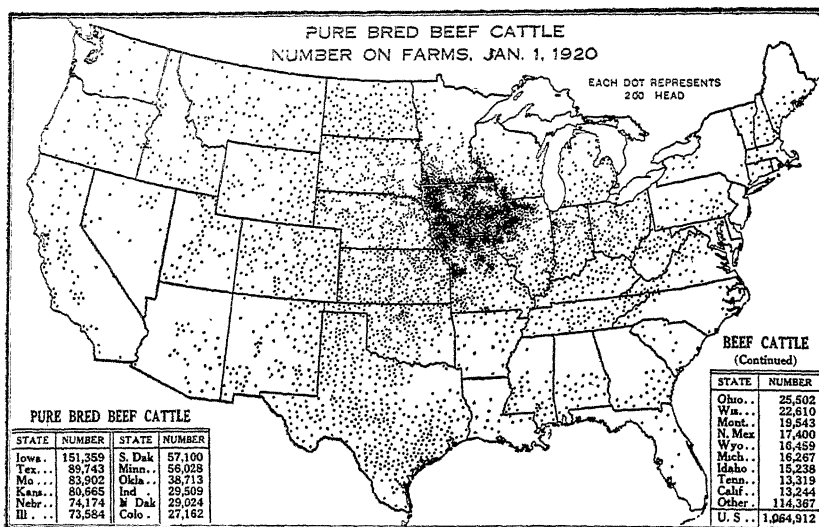 PURE BRED BEEF CATTLE
NUMBER ON FARMS, JAN. 1, 1920
EACH DOT REPRESENTS
200 HEAD
PURE BRED BEEF CATTLE
STATE NUMBER STATE NUMBER
Iowa. 151,359 S. Dak 57,100
Tex.. 89,743 Minn.. 56,028
Mo... 83,902 Okla.. 38,713
Kans.. 80,665 Ind . 29,509
Nebr.. 74,174 N Dak 29,024
Ill.... 73,584 Colo. 27,162
BEEF CATTLE
(Continued)
STATE NUMBER
Ohio.. 25,502
Wis... 22,610
Mont.. 19,543
N. Mex 17,400
Wyo.. 16,459
Mich.. 16,267
Idaho. 15,238
Tenn.. 13,319
Calif.. 13,244
Other. 114,367
U. S.. 1,064,912